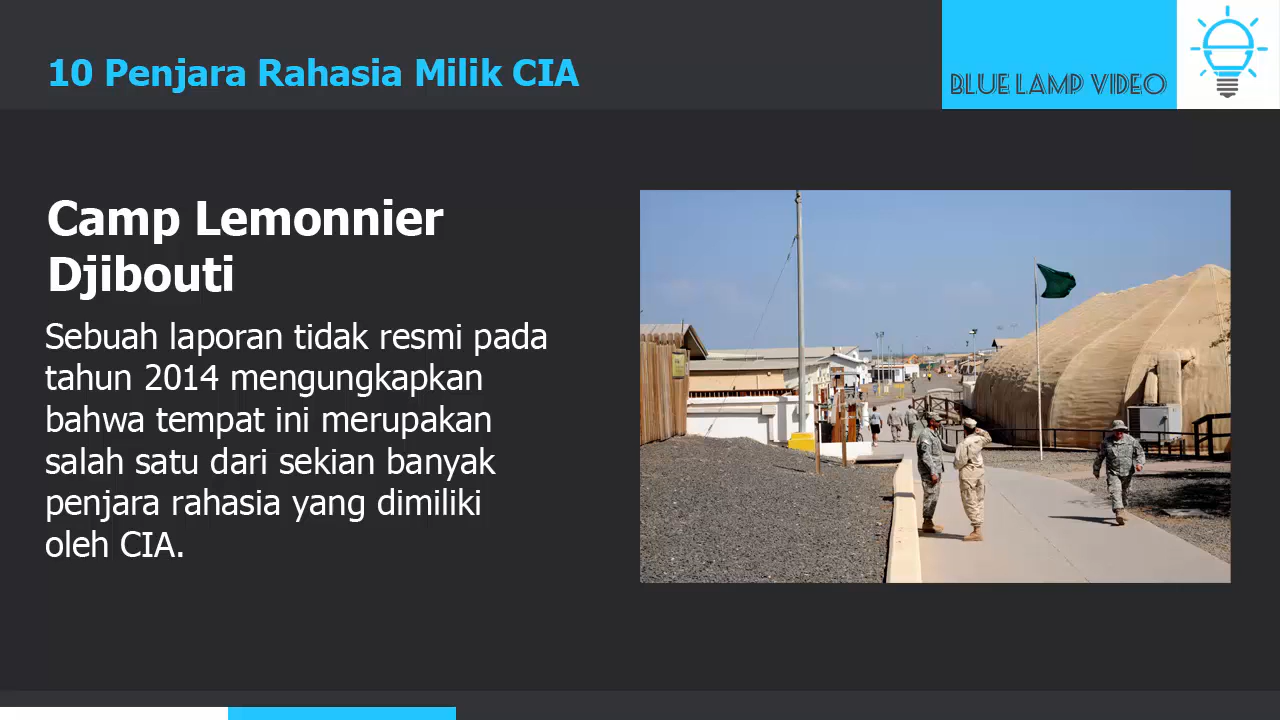 10 Penjara Rahasia Milik CIA
BLUE LAMP VIDEO
Camp Lemonnier
Djibouti
Sebuah laporan tidak resmi pada
tahun 2014 mengungkapkan
bahwa tempat ini merupakan
salah satu dari sekian banyak
penjara rahasia yang dimiliki
oleh CIA.